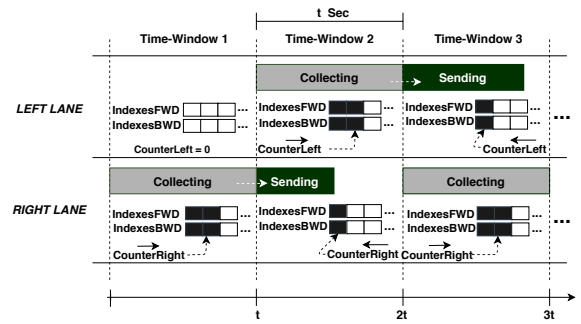 t Sec
Time-Window 1 Time-Window 2 Time-Window 3
Collecting Sending
LEFT LANE
IndexesFWD ... IndexesFWD ... IndexesFWD ...
IndexesBWD ... IndexesBWD ... IndexesBWD ...
...
CounterLeft = 0 CounterLeft CounterLeft
Collecting Sending Collecting
RIGHT LANE
IndexesFWD ... IndexesFWD ... IndexesFWD ...
IndexesBWD ... IndexesBWD ... IndexesBWD ...
...
CounterRight CounterRight CounterRight
t 2t 3t